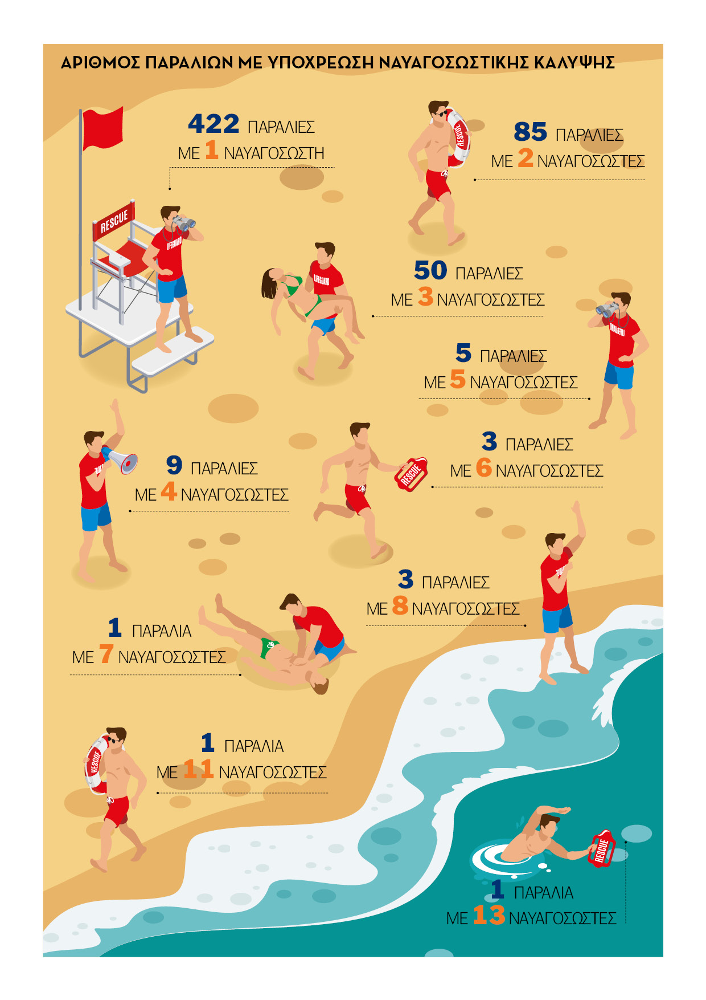 ΑΡΙΘΜΟΣ ΠΑΡΑΛΙΩΝ ΜΕ ΥΠΟΧΡΕΩΣΗ ΝΑΥΑΓΟΣΩΣΤΙΚΗΣ ΚΑΛΥΨΗΣ
422 ΠΑΡΑΛΙΕΣ
ΜΕ 1 ΝΑΥΑΓΟΣΩΣΤΗ
RESCUE
LIFEGUARD
RESCUE
85 ΠΑΡΑΛΙΕΣ
ΜΕ 2 ΝΑΥΑΓΟΣΩΣΤΕΣ
LIFEGUARD
50 ΠΑΡΑΛΙΕΣ
ΜΕ 3 ΝΑΥΑΓΟΣΩΣΤΕΣ
5 ΠΑΡΑΛΙΕΣ
ΜΕ 5 ΝΑΥΑΓΟΣΩΣΤΕΣ
LIFEGUARD
9 ΠΑΡΑΛΙΕΣ
ΜΕ 4 ΝΑΥΑΓΟΣΩΣΤΕΣ
RESCUE
3 ΠΑΡΑΛΙΕΣ
ΜΕ 6 ΝΑΥΑΓΟΣΩΣΤΕΣ
3 ΠΑΡΑΛΙΕΣ
ΜΕ 8 ΝΑΥΑΓΟΣΩΣΤΕΣ
1 ΠΑΡΑΛΙΑ
ΜΕ 7 ΝΑΥΑΓΟΣΩΣΤΕΣ
RESCUE
1 ΠΑΡΑΛΙΑ
ΜΕ 11 ΝΑΥΑΓΟΣΩΣΤΕΣ
RESCUE
1 ΠΑΡΑΛΙΑ
ΜΕ 13 ΝΑΥΑΓΟΣΩΣΤΕΣ